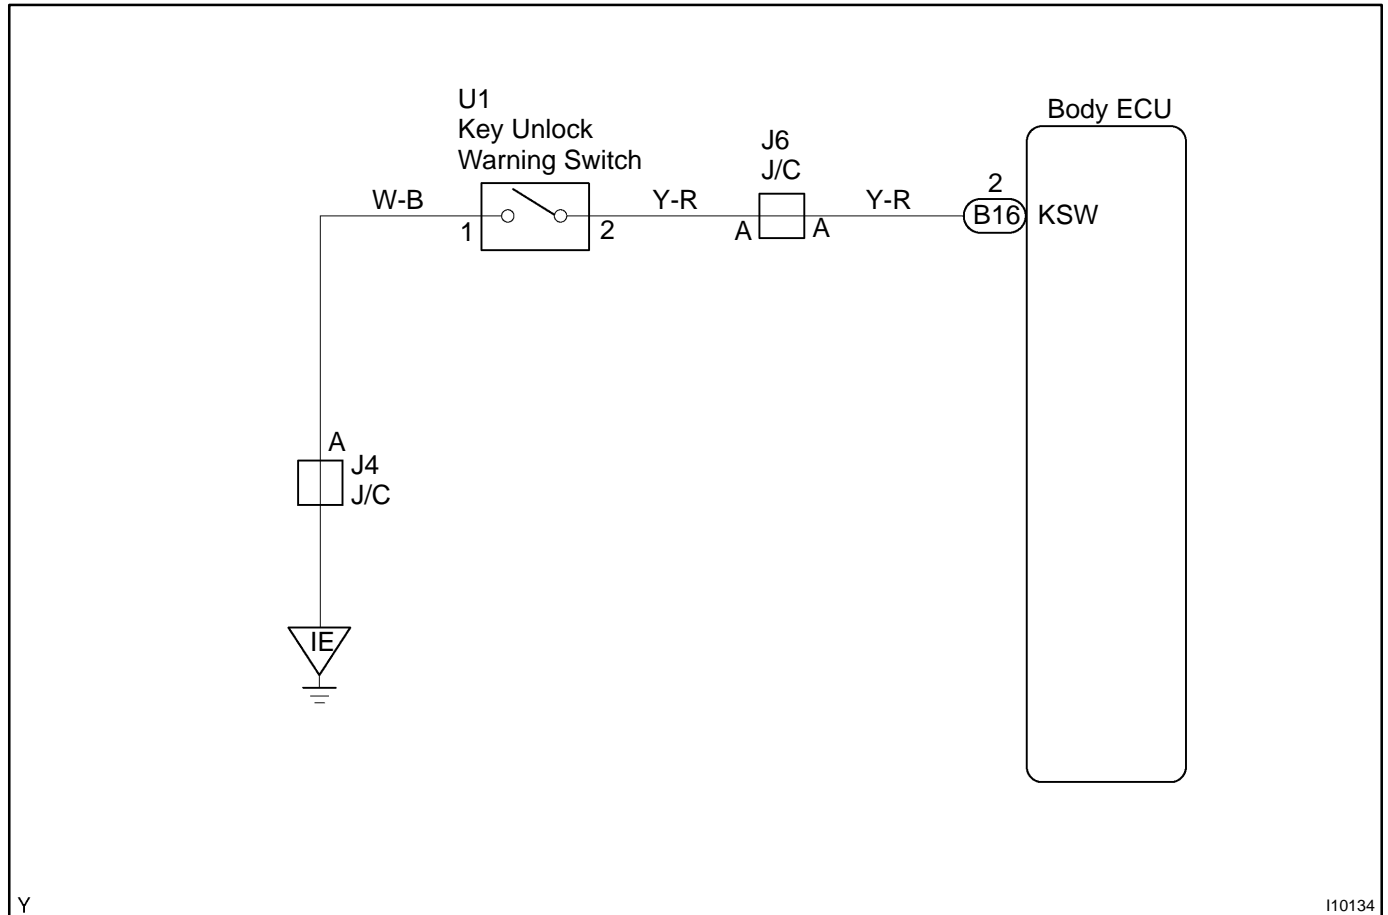 U1
Key Unlock
Warning Switch
Body ECU
J6
J/C
W-B
Y-R
Y-R
2
B16
KSW
1
2
A
A
A
J4
J/C
IE
Y
I10134